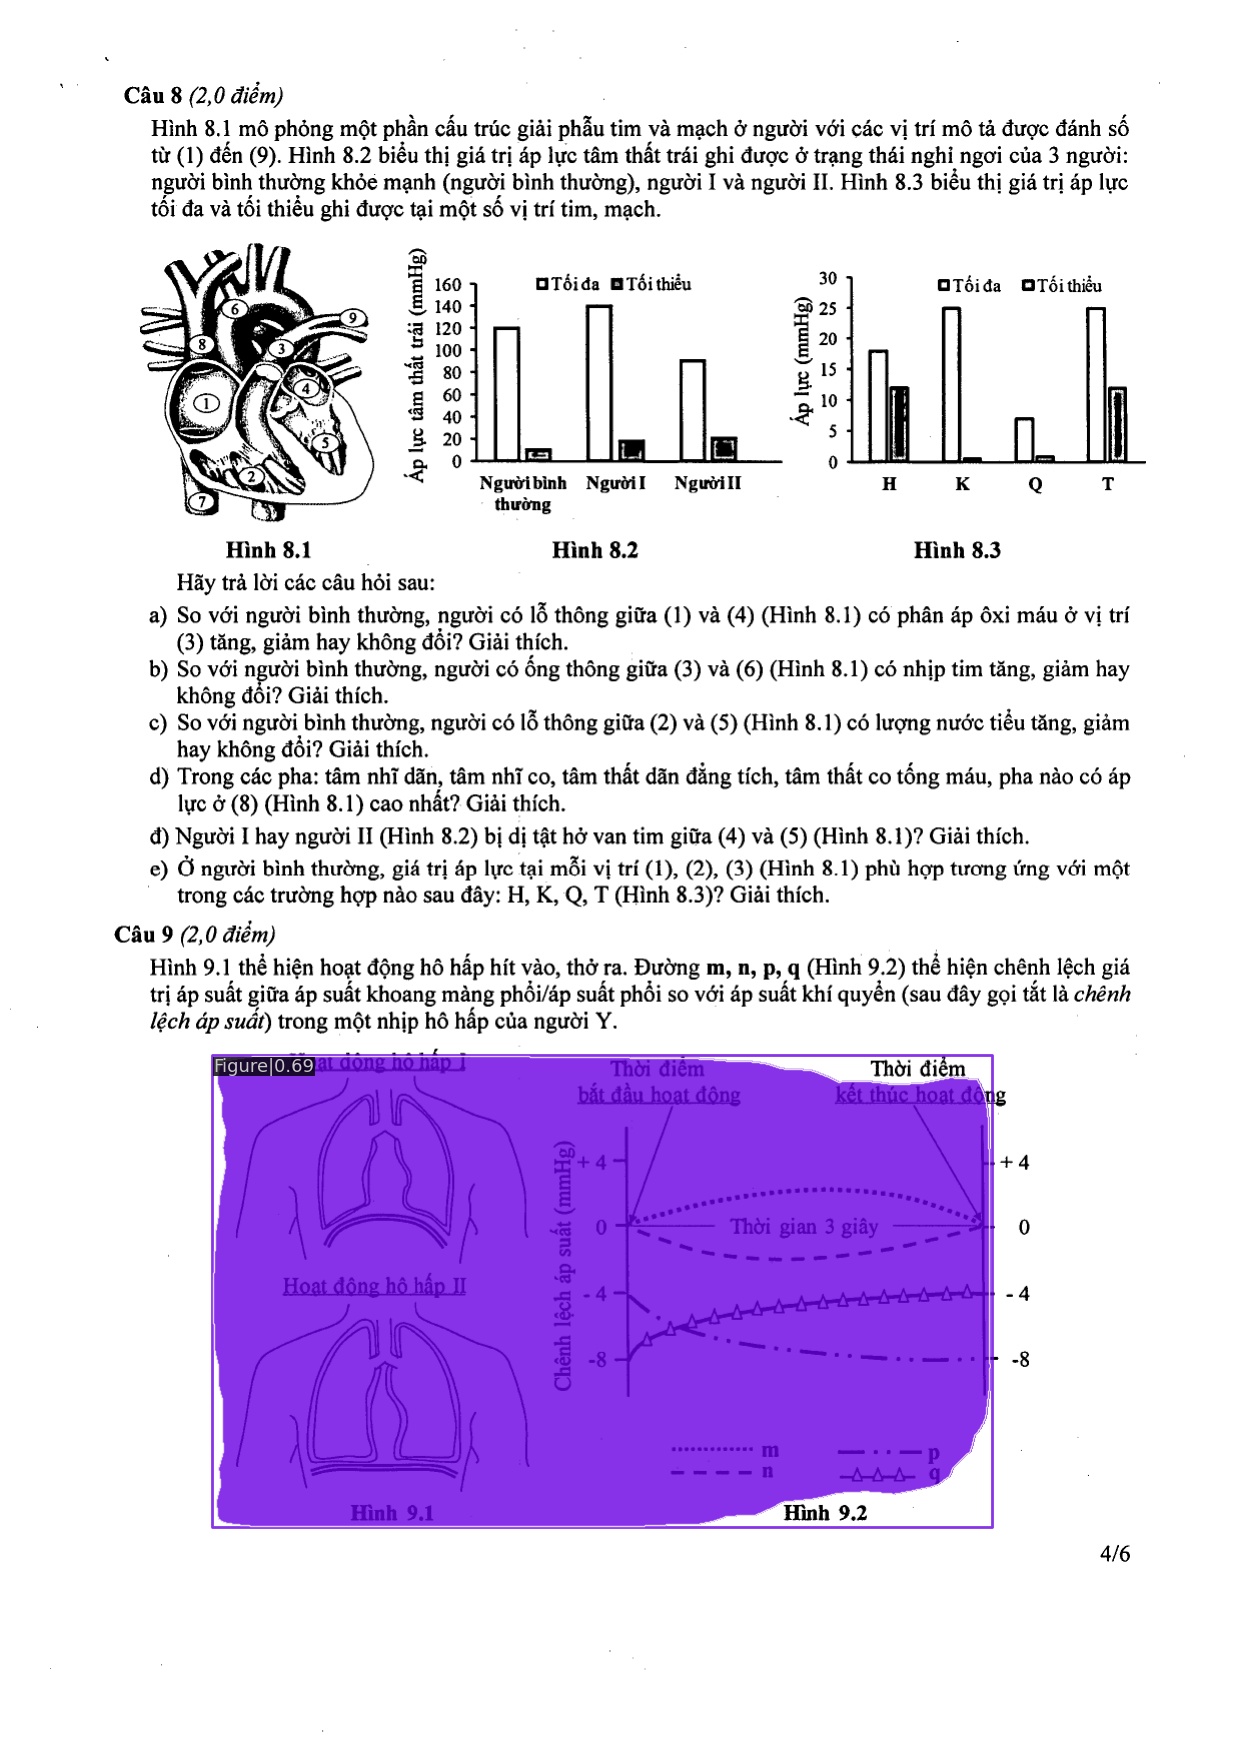 Câu 8 (2,0 điểm)
Hình 8.1 mô phỏng một phần cấu trúc giải phẫu tim và mạch ở người với các vị trí mô tả được đánh số
từ (1) đến (9). Hình 8.2 biểu thị giá trị áp lực tâm thất trái ghi được ở trạng thái nghỉ ngơi của 3 người:
người bình thường khỏe mạnh (người bình thường), người I và người II. Hình 8.3 biểu thị giá trị áp lực
tối đa và tối thiểu ghi được tại một số vị trí tim, mạch.
6
9
8
3
4
1
5
2
7
Hình 8.1
Áp lực tâm thất trái (mmHg)
160
140
120
100
80
60
40
20
0
Tối đa Tối thiểu
Người bình thường
Người I
Người II
Hình 8.2
Áp lực (mmHg)
30
25
20
15
10
5
0
Tối đa Tối thiểu
H K Q T
Hình 8.3
Hãy trả lời các câu hỏi sau:
a) So với người bình thường, người có lỗ thông giữa (1) và (4) (Hình 8.1) có phân áp ôxi máu ở vị trí
(3) tăng, giảm hay không đổi? Giải thích.
b) So với người bình thường, người có ống thông giữa (3) và (6) (Hình 8.1) có nhịp tim tăng, giảm hay
không đổi? Giải thích.
c) So với người bình thường, người có lỗ thông giữa (2) và (5) (Hình 8.1) có lượng nước tiểu tăng, giảm
hay không đổi? Giải thích.
d) Trong các pha: tâm nhĩ dãn, tâm nhĩ co, tâm thất dãn đẳng tích, tâm thất co tống máu, pha nào có áp
lực ở (8) (Hình 8.1) cao nhất? Giải thích.
đ) Người I hay người II (Hình 8.2) bị dị tật hở van tim giữa (4) và (5) (Hình 8.1)? Giải thích.
e) Ở người bình thường, giá trị áp lực tại mỗi vị trí (1), (2), (3) (Hình 8.1) phù hợp tương ứng với một
trong các trường hợp nào sau đây: H, K, Q, T (Hình 8.3)? Giải thích.
Câu 9 (2,0 điểm)
Hình 9.1 thể hiện hoạt động hô hấp hít vào, thở ra. Đường m, n, p, q (Hình 9.2) thể hiện chênh lệch giá
trị áp suất giữa áp suất khoang màng phổi/áp suất phổi so với áp suất khí quyển (sau đây gọi tắt là chênh
lệch áp suất) trong một nhịp hô hấp của người Y.
Figure|0.69
động hô hấp I
Hoạt động hô hấp II
Hình 9.1
Thời điểm
bắt đầu hoạt động
Thời điểm
kết thúc hoạt động
Chênh lệch áp suất (mmHg)
+ 4
0
- 4
-8
Thời gian 3 giây
+ 4
0
- 4
-8
m
n
p
q
Hình 9.2
4/6